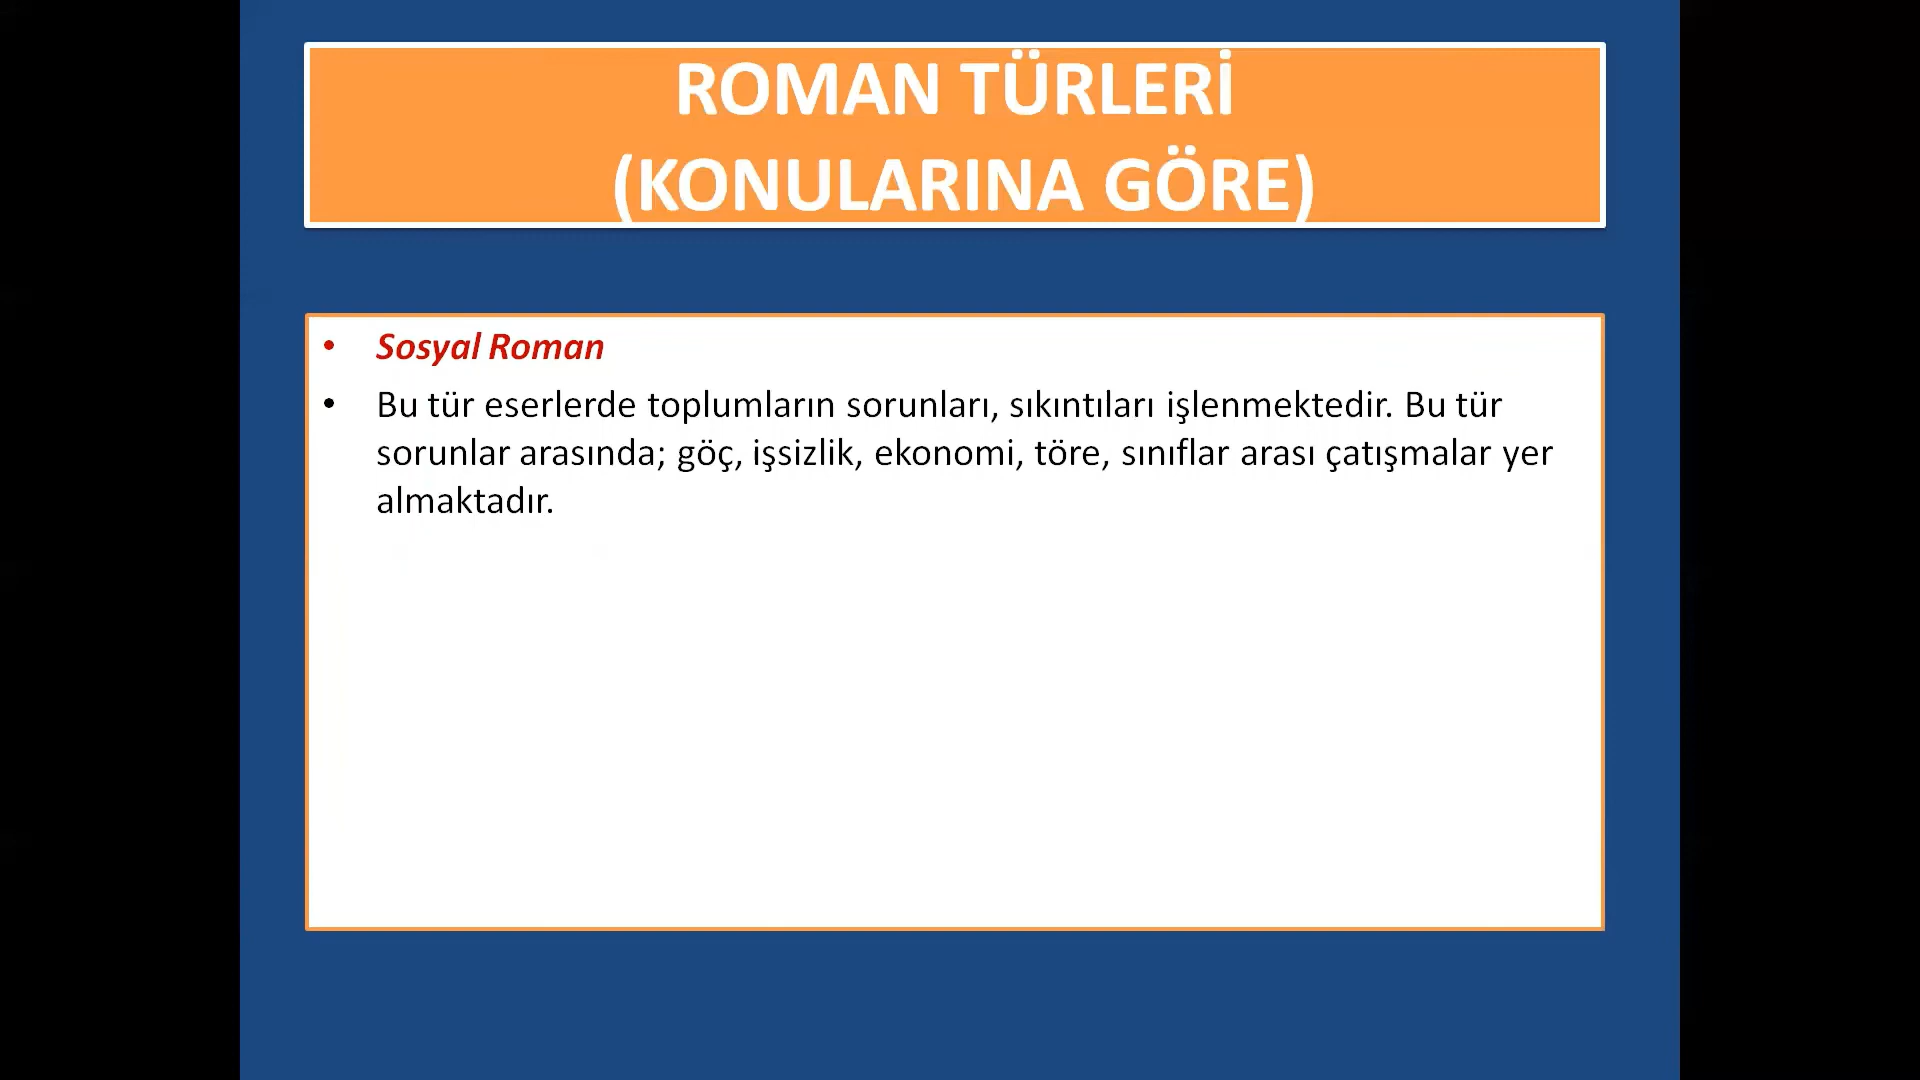 ROMAN TÜRLERİ
(KONULARINA GÖRE)
• Sosyal Roman
• Bu tür eserlerde toplumların sorunları, sıkıntıları işlenmektedir. Bu tür
sorunlar arasında; göç, işsizlik, ekonomi, töre, sınıflar arası çatışmalar yer
almaktadır.